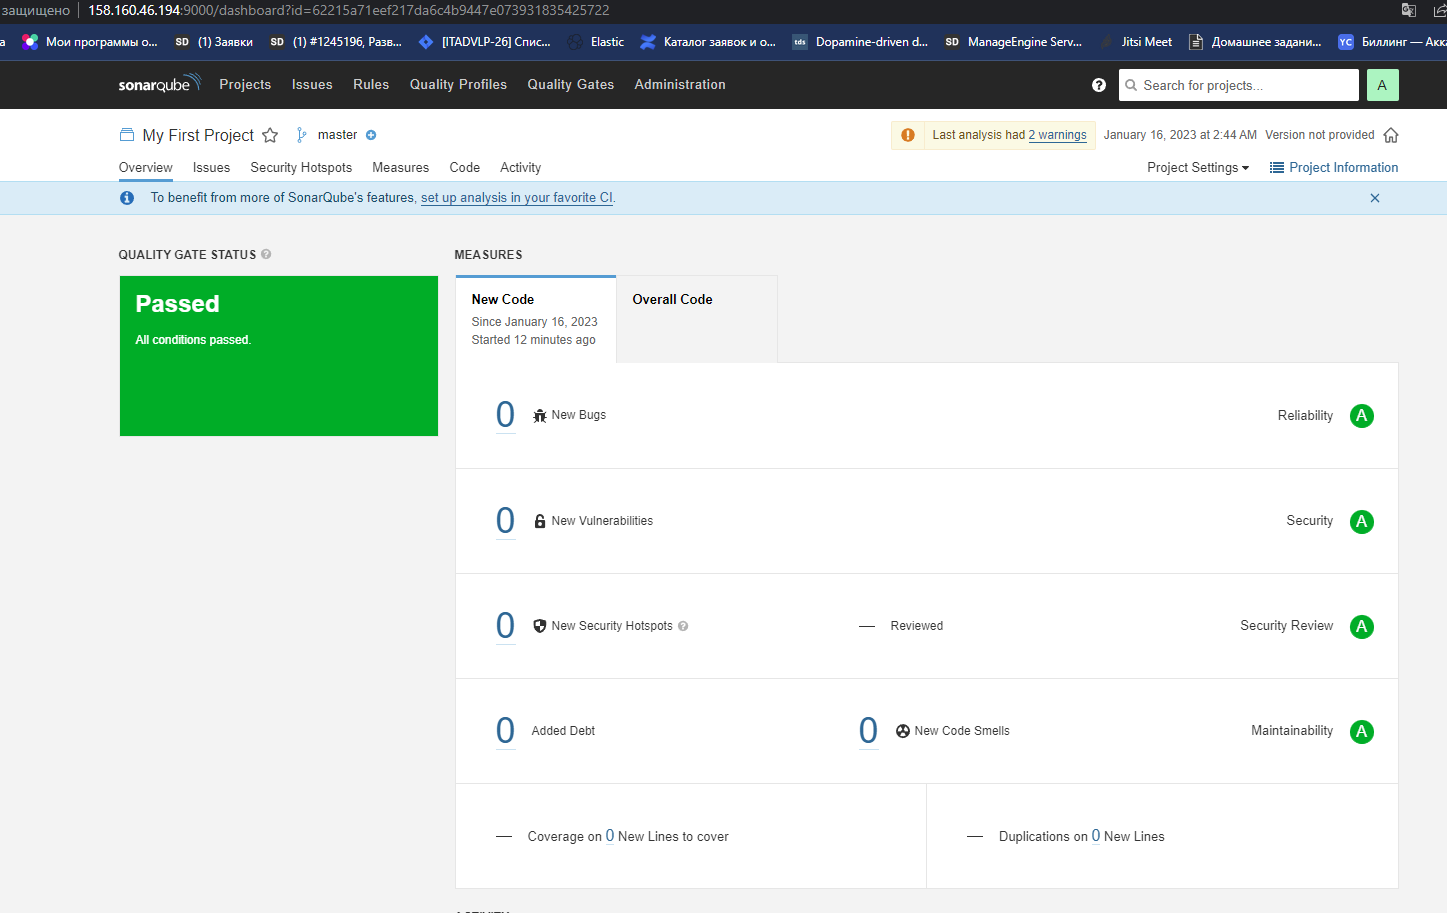 защищено 158.160.46.194:9000/dashboard?id=62215a71eef217da6c4b9447e073931835425722
а Мои программы о... SD (1) Заявки SD (1) #1245196, Разв... [ITADVLP-26] Спис... Elastic Каталог заявок и о... tds Dopamine-driven d... SD ManageEngine Serv... Jitsi Meet Домашнее задани... YC Биллинг — Акка
sonarqube Projects Issues Rules Quality Profiles Quality Gates Administration ? Search for projects... A
My First Project master Last analysis had 2 warnings January 16, 2023 at 2:44 AM Version not provided
Overview Issues Security Hotspots Measures Code Activity Project Settings Project Information
To benefit from more of SonarQube's features, set up analysis in your favorite CI.
QUALITY GATE STATUS ? MEASURES
Passed
All conditions passed.
New Code Overall Code
Since January 16, 2023
Started 12 minutes ago
0 New Bugs Reliability A
0 New Vulnerabilities Security A
0 New Security Hotspots ? — Reviewed Security Review A
0 Added Debt 0 New Code Smells Maintainability A
— Coverage on 0 New Lines to cover — Duplications on 0 New Lines